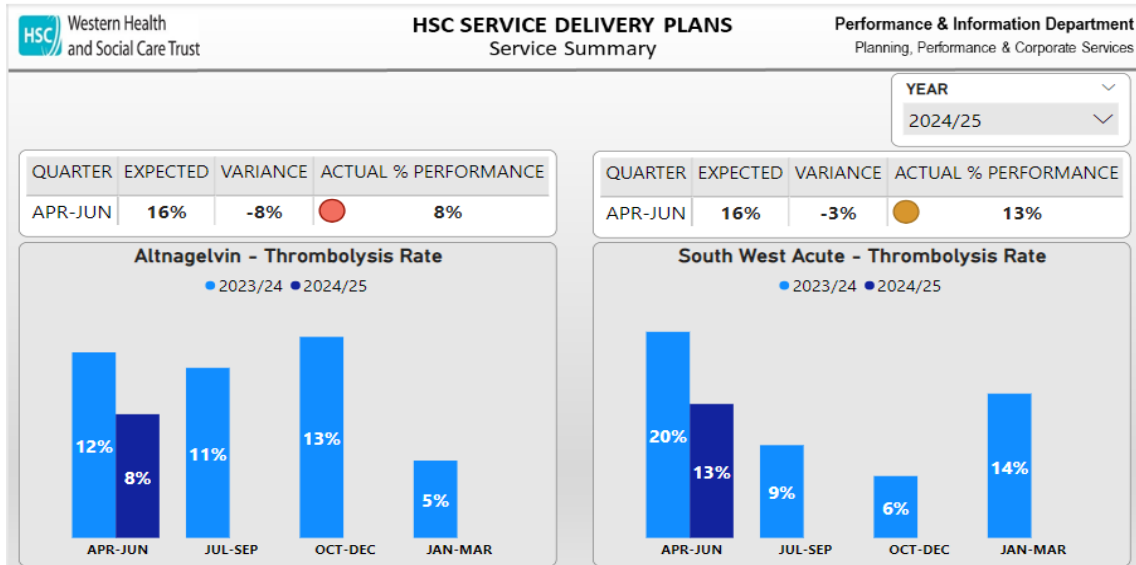 HSC
Western Health
and Social Care Trust
HSC SERVICE DELIVERY PLANS
Service Summary
Performance & Information Department
Planning, Performance & Corporate Services
YEAR
2024/25
QUARTER EXPECTED VARIANCE ACTUAL % PERFORMANCE
APR-JUN 16% -8% 8%
Altnagelvin - Thrombolysis Rate
2023/24 2024/25
12%
8%
11%
13%
5%
APR-JUN JUL-SEP OCT-DEC JAN-MAR
QUARTER EXPECTED VARIANCE ACTUAL % PERFORMANCE
APR-JUN 16% -3% 13%
South West Acute - Thrombolysis Rate
2023/24 2024/25
20%
13%
9%
6%
14%
APR-JUN JUL-SEP OCT-DEC JAN-MAR